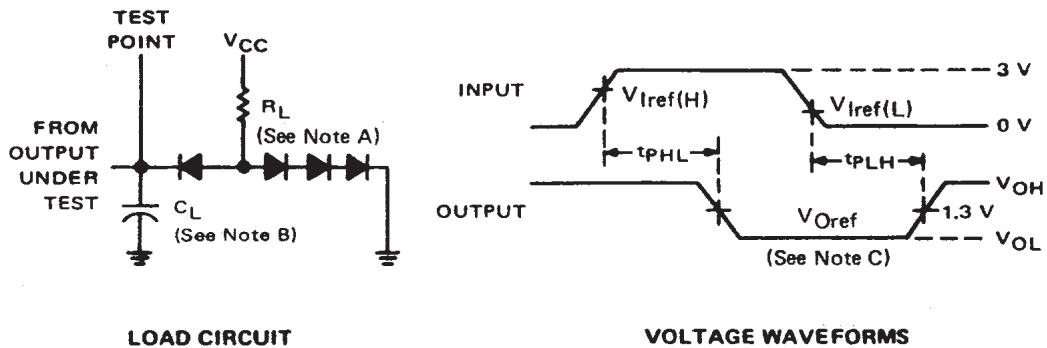 TEST
POINT
VCC
RL
(See Note A)
FROM
OUTPUT
UNDER
TEST
CL
(See Note B)
LOAD CIRCUIT
INPUT
VIref(H)
VIref(L)
3 V
0 V
tPHL
tPLH
OUTPUT
VOref
(See Note C)
VOH
1.3 V
VOL
VOLTAGE WAVEFORMS